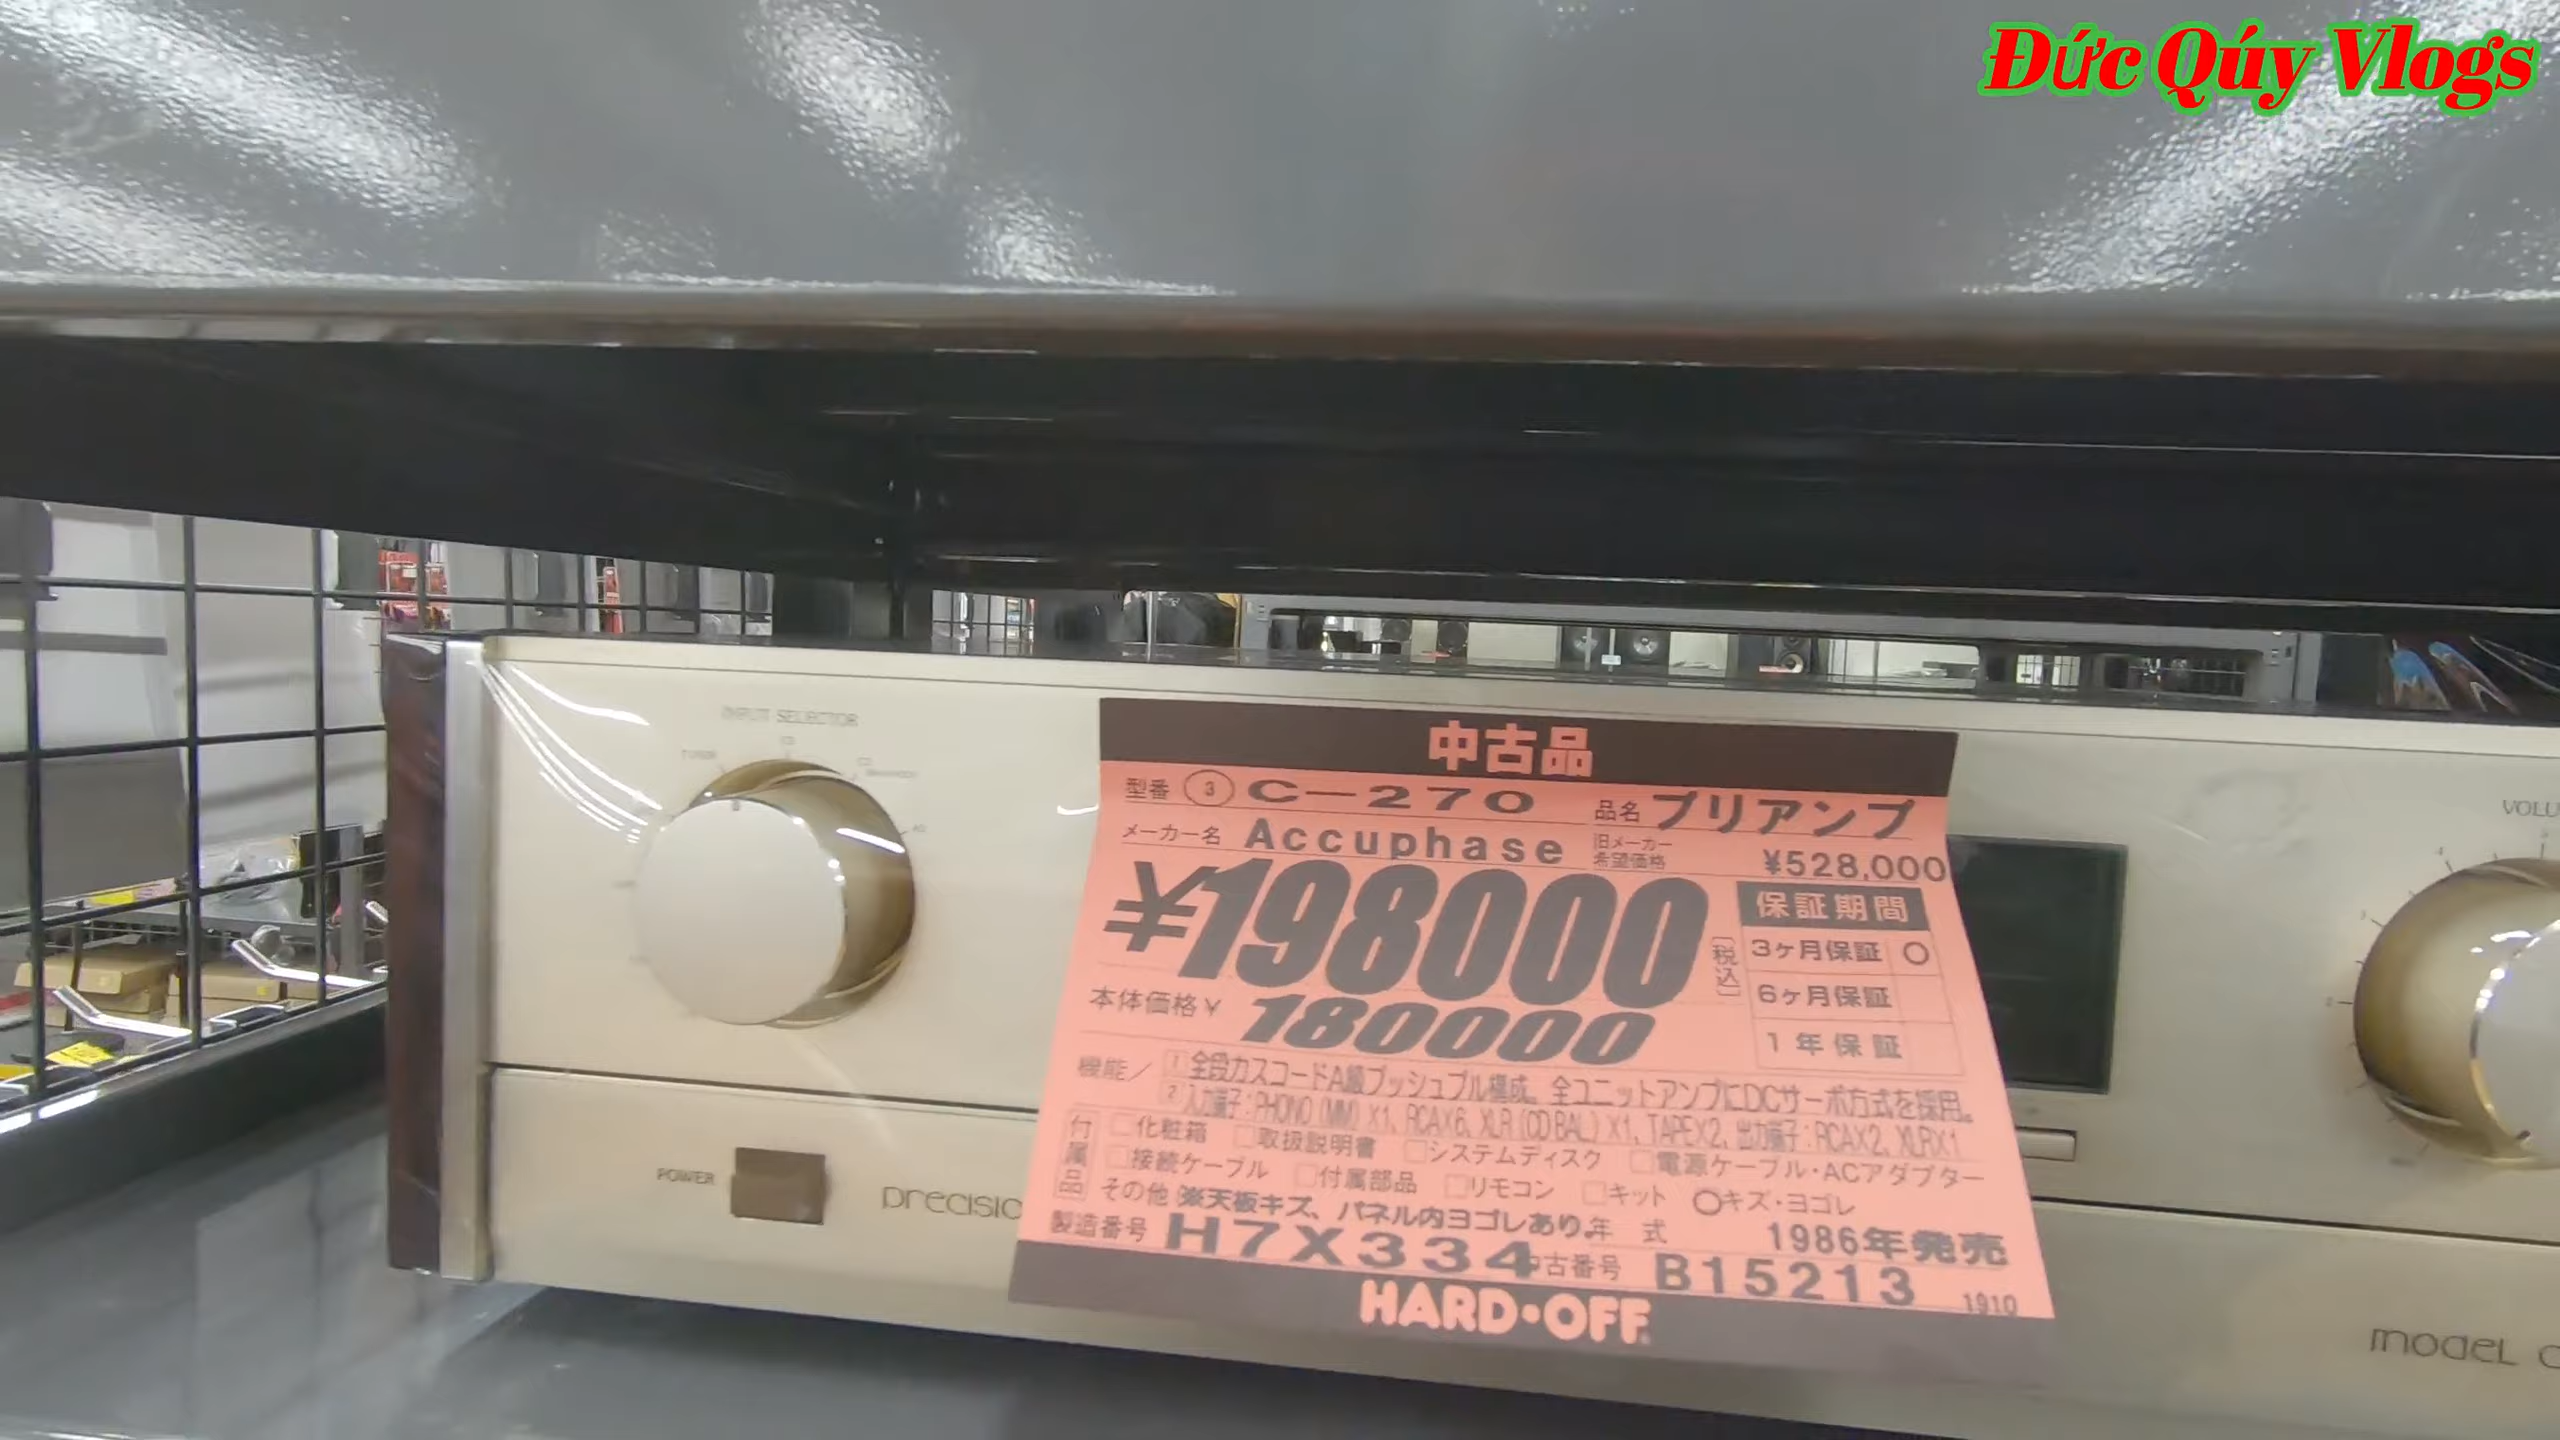 Đức Qúy Vlogs
INPUT SELECTOR
TUNER
CD
VOLU
中古品
型番 ③ C-270 品名 プリアンプ
メーカー名 Accuphase 旧メーカー希望価格 ¥528,000
¥198000 [税込]
本体価格¥ 180000
保証期間
3ヶ月保証 ○
6ヶ月保証
1年保証
機能／ 1 全段カスコードA級プッシュプル構成。全ユニットアンプにDCサーボ方式を採用。
2 入力端子:PHONO(MM)X1、RCAX6、XLR(CD BAL)X1、TAPEX2、出力端子:RCAX2、XLRX1
付属品 □化粧箱 □取扱説明書 □システムディスク □電源ケーブル・ACアダプター
□接続ケーブル □付属部品 □リモコン □キット ○キズ・ヨゴレ
その他(※天板キズ、パネル内ヨゴレあり。年 式 1986年発売
製造番号 H7X334 中古番号 B15213
1910
HARD・OFF
POWER
precisio
model